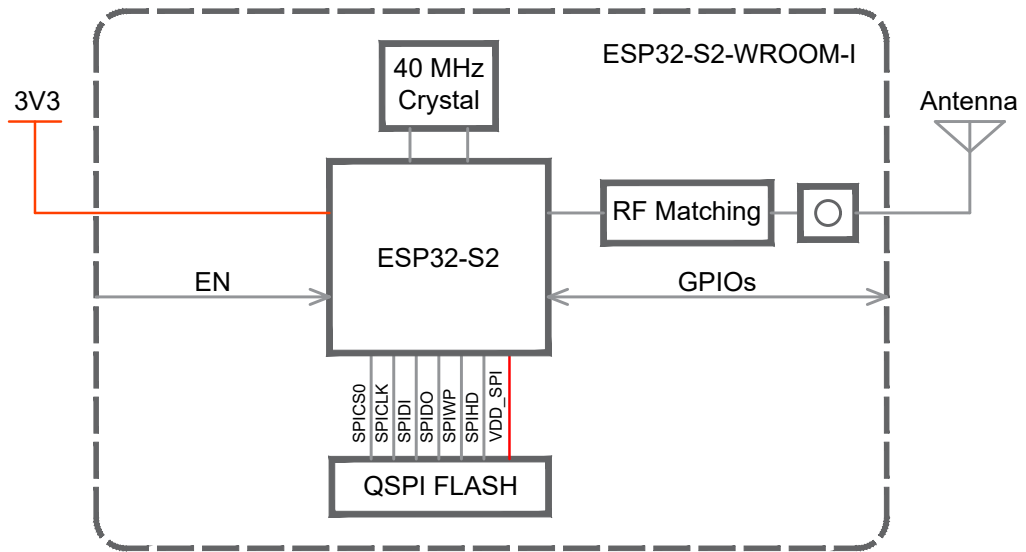 ESP32-S2-WROOM-I
40 MHz
Crystal
3V3
Antenna
RF Matching
ESP32-S2
EN
GPIOs
SPICS0
SPICLK
SPIDI
SPIDO
SPIWP
SPIHD
VDD_SPI
QSPI FLASH